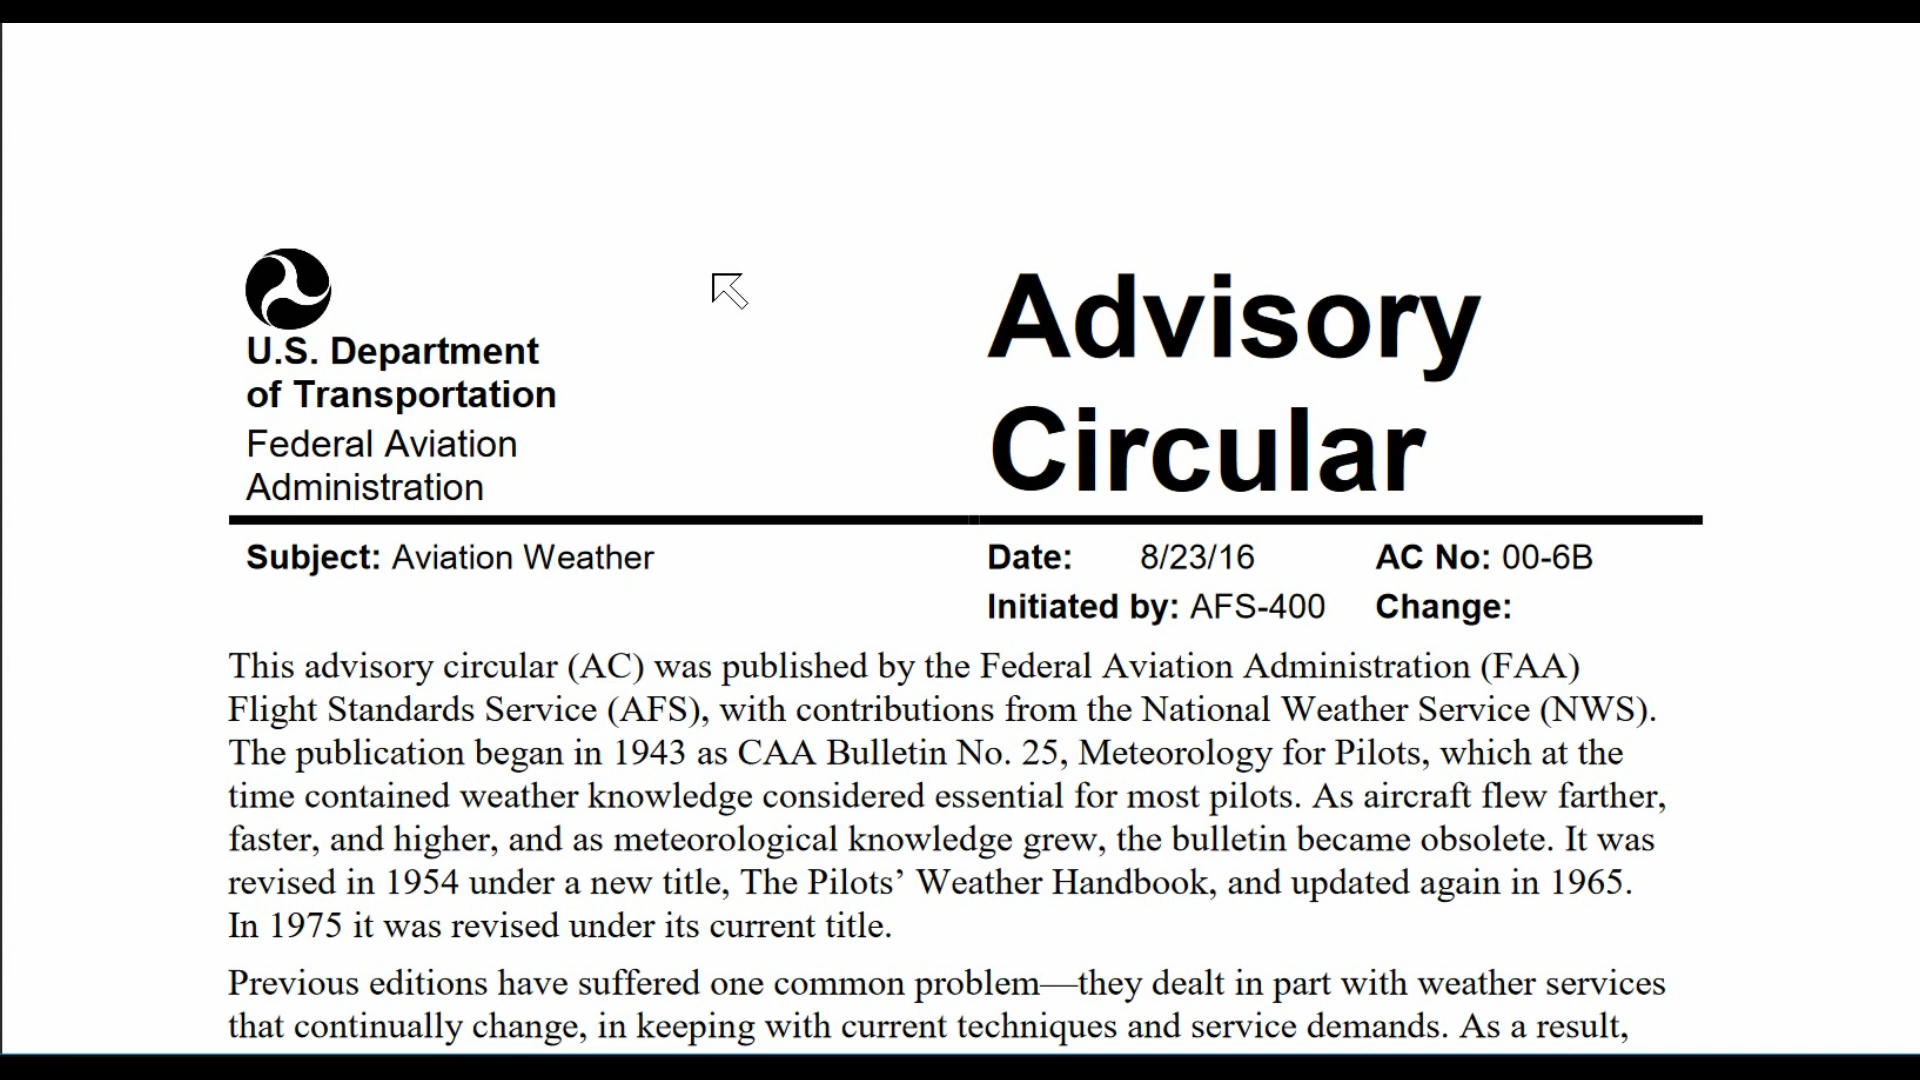 U.S. Department
of Transportation
Federal Aviation
Administration
Advisory
Circular
Subject: Aviation Weather
Date: 8/23/16
AC No: 00-6B
Initiated by: AFS-400
Change:
This advisory circular (AC) was published by the Federal Aviation Administration (FAA)
Flight Standards Service (AFS), with contributions from the National Weather Service (NWS).
The publication began in 1943 as CAA Bulletin No. 25, Meteorology for Pilots, which at the
time contained weather knowledge considered essential for most pilots. As aircraft flew farther,
faster, and higher, and as meteorological knowledge grew, the bulletin became obsolete. It was
revised in 1954 under a new title, The Pilots’ Weather Handbook, and updated again in 1965.
In 1975 it was revised under its current title.
Previous editions have suffered one common problem—they dealt in part with weather services
that continually change, in keeping with current techniques and service demands. As a result,